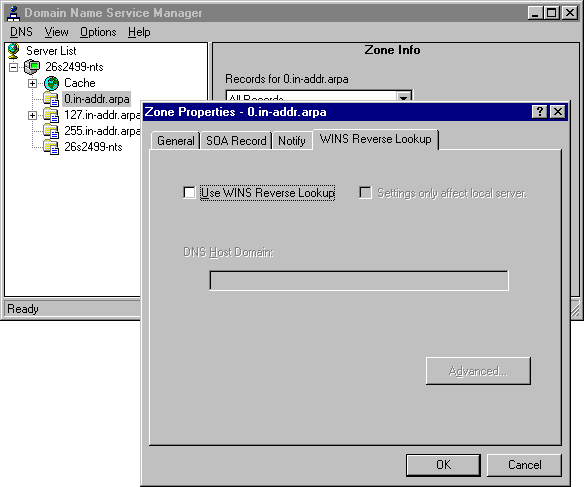 Domain Name Service Manager
DNS View Options Help
Server List
26s2499-nts
Cache
0.in-addr.arpa
127.in-addr.arpa
255.in-addr.arpa
26s2499-nts
Zone Info
Records for 0.in-addr.arpa
All Records
Zone Properties - 0.in-addr.arpa
General SOA Record Notify WINS Reverse Lookup
Use WINS Reverse Lookup Settings only affect local server.
DNS Host Domain:
Advanced...
OK Cancel
Ready